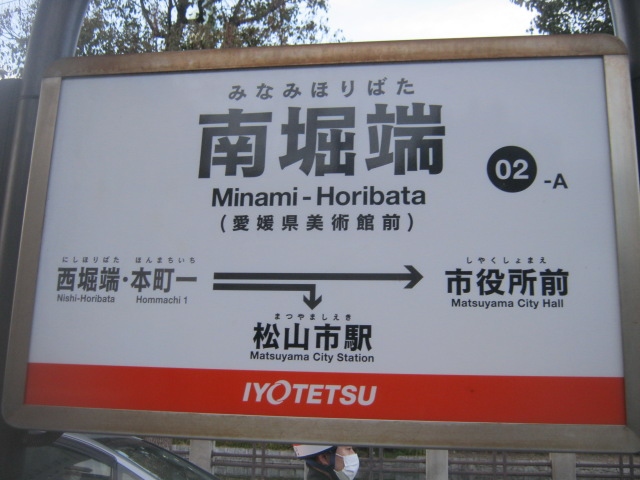 みなみほりばた
南堀端
02-A
Minami-Horibata
(愛媛県美術館前)
にしほりばた ほんまちいち
西堀端・本町一
Nishi-Horibata Hommachi 1
しやくしょまえ
市役所前
Matsuyama City Hall
まつやましえき
松山市駅
Matsuyama City Station
IYOTETSU